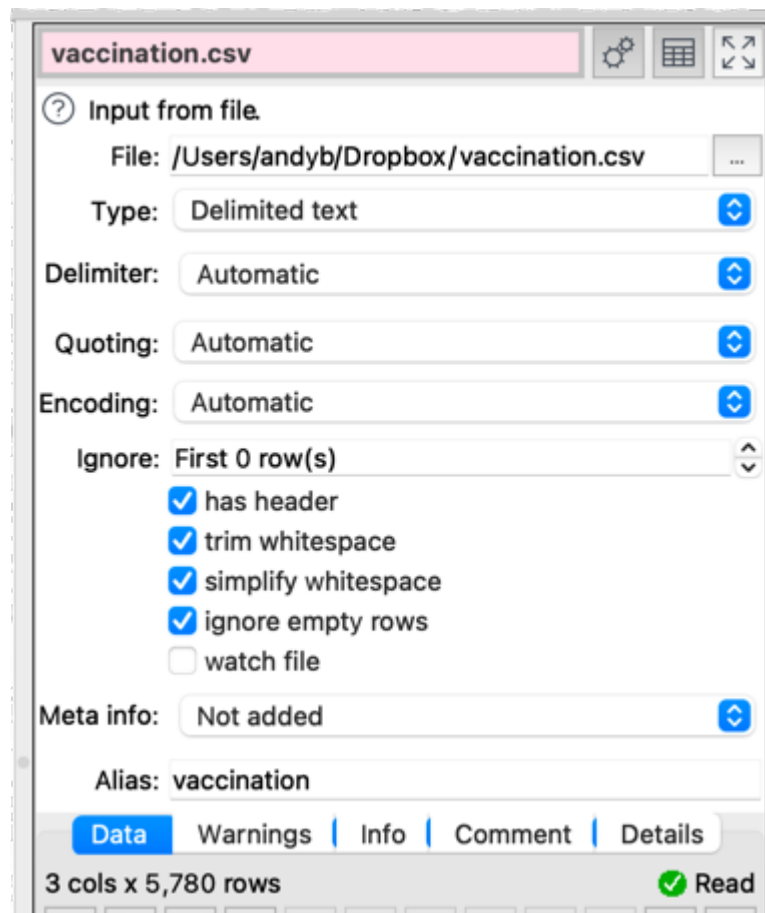 vaccination.csv
Input from file.
File: /Users/andyb/Dropbox/vaccination.csv ...
Type: Delimited text
Delimiter: Automatic
Quoting: Automatic
Encoding: Automatic
Ignore: First 0 row(s)
has header
trim whitespace
simplify whitespace
ignore empty rows
watch file
Meta info: Not added
Alias: vaccination
Data Warnings Info Comment Details
3 cols x 5,780 rows Read